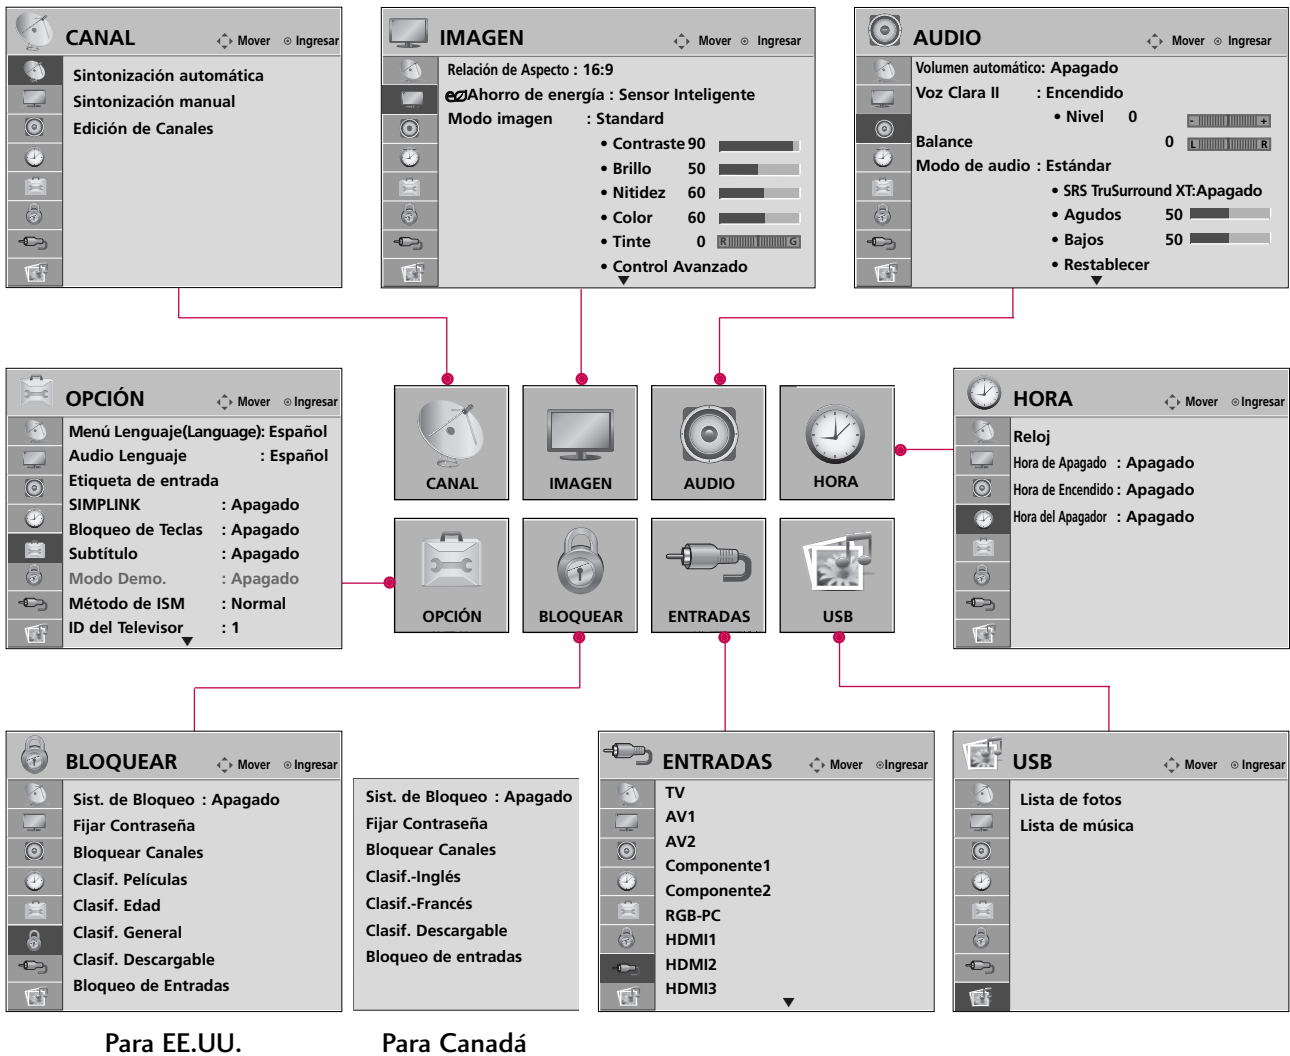 CANAL
Mover
Ingresar
Sintonización automática
Sintonización manual
Edición de Canales
IMAGEN
Mover
Ingresar
Relación de Aspecto : 16:9
Ahorro de energía : Sensor Inteligente
Modo imagen : Standard
• Contraste 90
• Brillo 50
• Nitidez 60
• Color 60
• Tinte 0 R G
• Control Avanzado
AUDIO
Mover
Ingresar
Volumen automático: Apagado
Voz Clara II : Encendido
• Nivel 0 - +
Balance 0 L R
Modo de audio : Estándar
• SRS TruSurround XT:Apagado
• Agudos 50
• Bajos 50
• Restablecer
OPCIÓN
Mover
Ingresar
Menú Lenguaje(Language): Español
Audio Lenguaje : Español
Etiqueta de entrada
SIMPLINK : Apagado
Bloqueo de Teclas : Apagado
Subtítulo : Apagado
Modo Demo. : Apagado
Método de ISM : Normal
ID del Televisor : 1
CANAL
IMAGEN
AUDIO
HORA
OPCIÓN
BLOQUEAR
ENTRADAS
USB
HORA
Mover
Ingresar
Reloj
Hora de Apagado : Apagado
Hora de Encendido : Apagado
Hora del Apagador : Apagado
BLOQUEAR
Mover
Ingresar
Sist. de Bloqueo : Apagado
Fijar Contraseña
Bloquear Canales
Clasif. Películas
Clasif. Edad
Clasif. General
Clasif. Descargable
Bloqueo de Entradas
Para EE.UU.
Sist. de Bloqueo : Apagado
Fijar Contraseña
Bloquear Canales
Clasif.-Inglés
Clasif.-Francés
Clasif. Descargable
Bloqueo de entradas
Para Canadá
ENTRADAS
Mover
Ingresar
TV
AV1
AV2
Componente1
Componente2
RGB-PC
HDMI1
HDMI2
HDMI3
USB
Mover
Ingresar
Lista de fotos
Lista de música